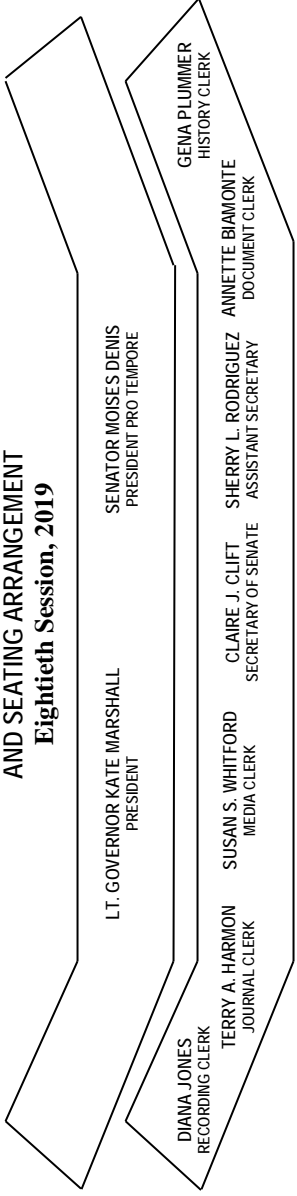 AND SEATING ARRANGEMENT
Eightieth Session, 2019
LT. GOVERNOR KATE MARSHALL
PRESIDENT
SENATOR MOISES DENIS
PRESIDENT PRO TEMPORE
DIANA JONES
RECORDING CLERK
TERRY A. HARMON
JOURNAL CLERK
SUSAN S. WHITFORD
MEDIA CLERK
CLAIRE J. CLIFT
SECRETARY OF SENATE
SHERRY L. RODRIGUEZ
ASSISTANT SECRETARY
ANNETTE BIAMONTE
DOCUMENT CLERK
GENA PLUMMER
HISTORY CLERK